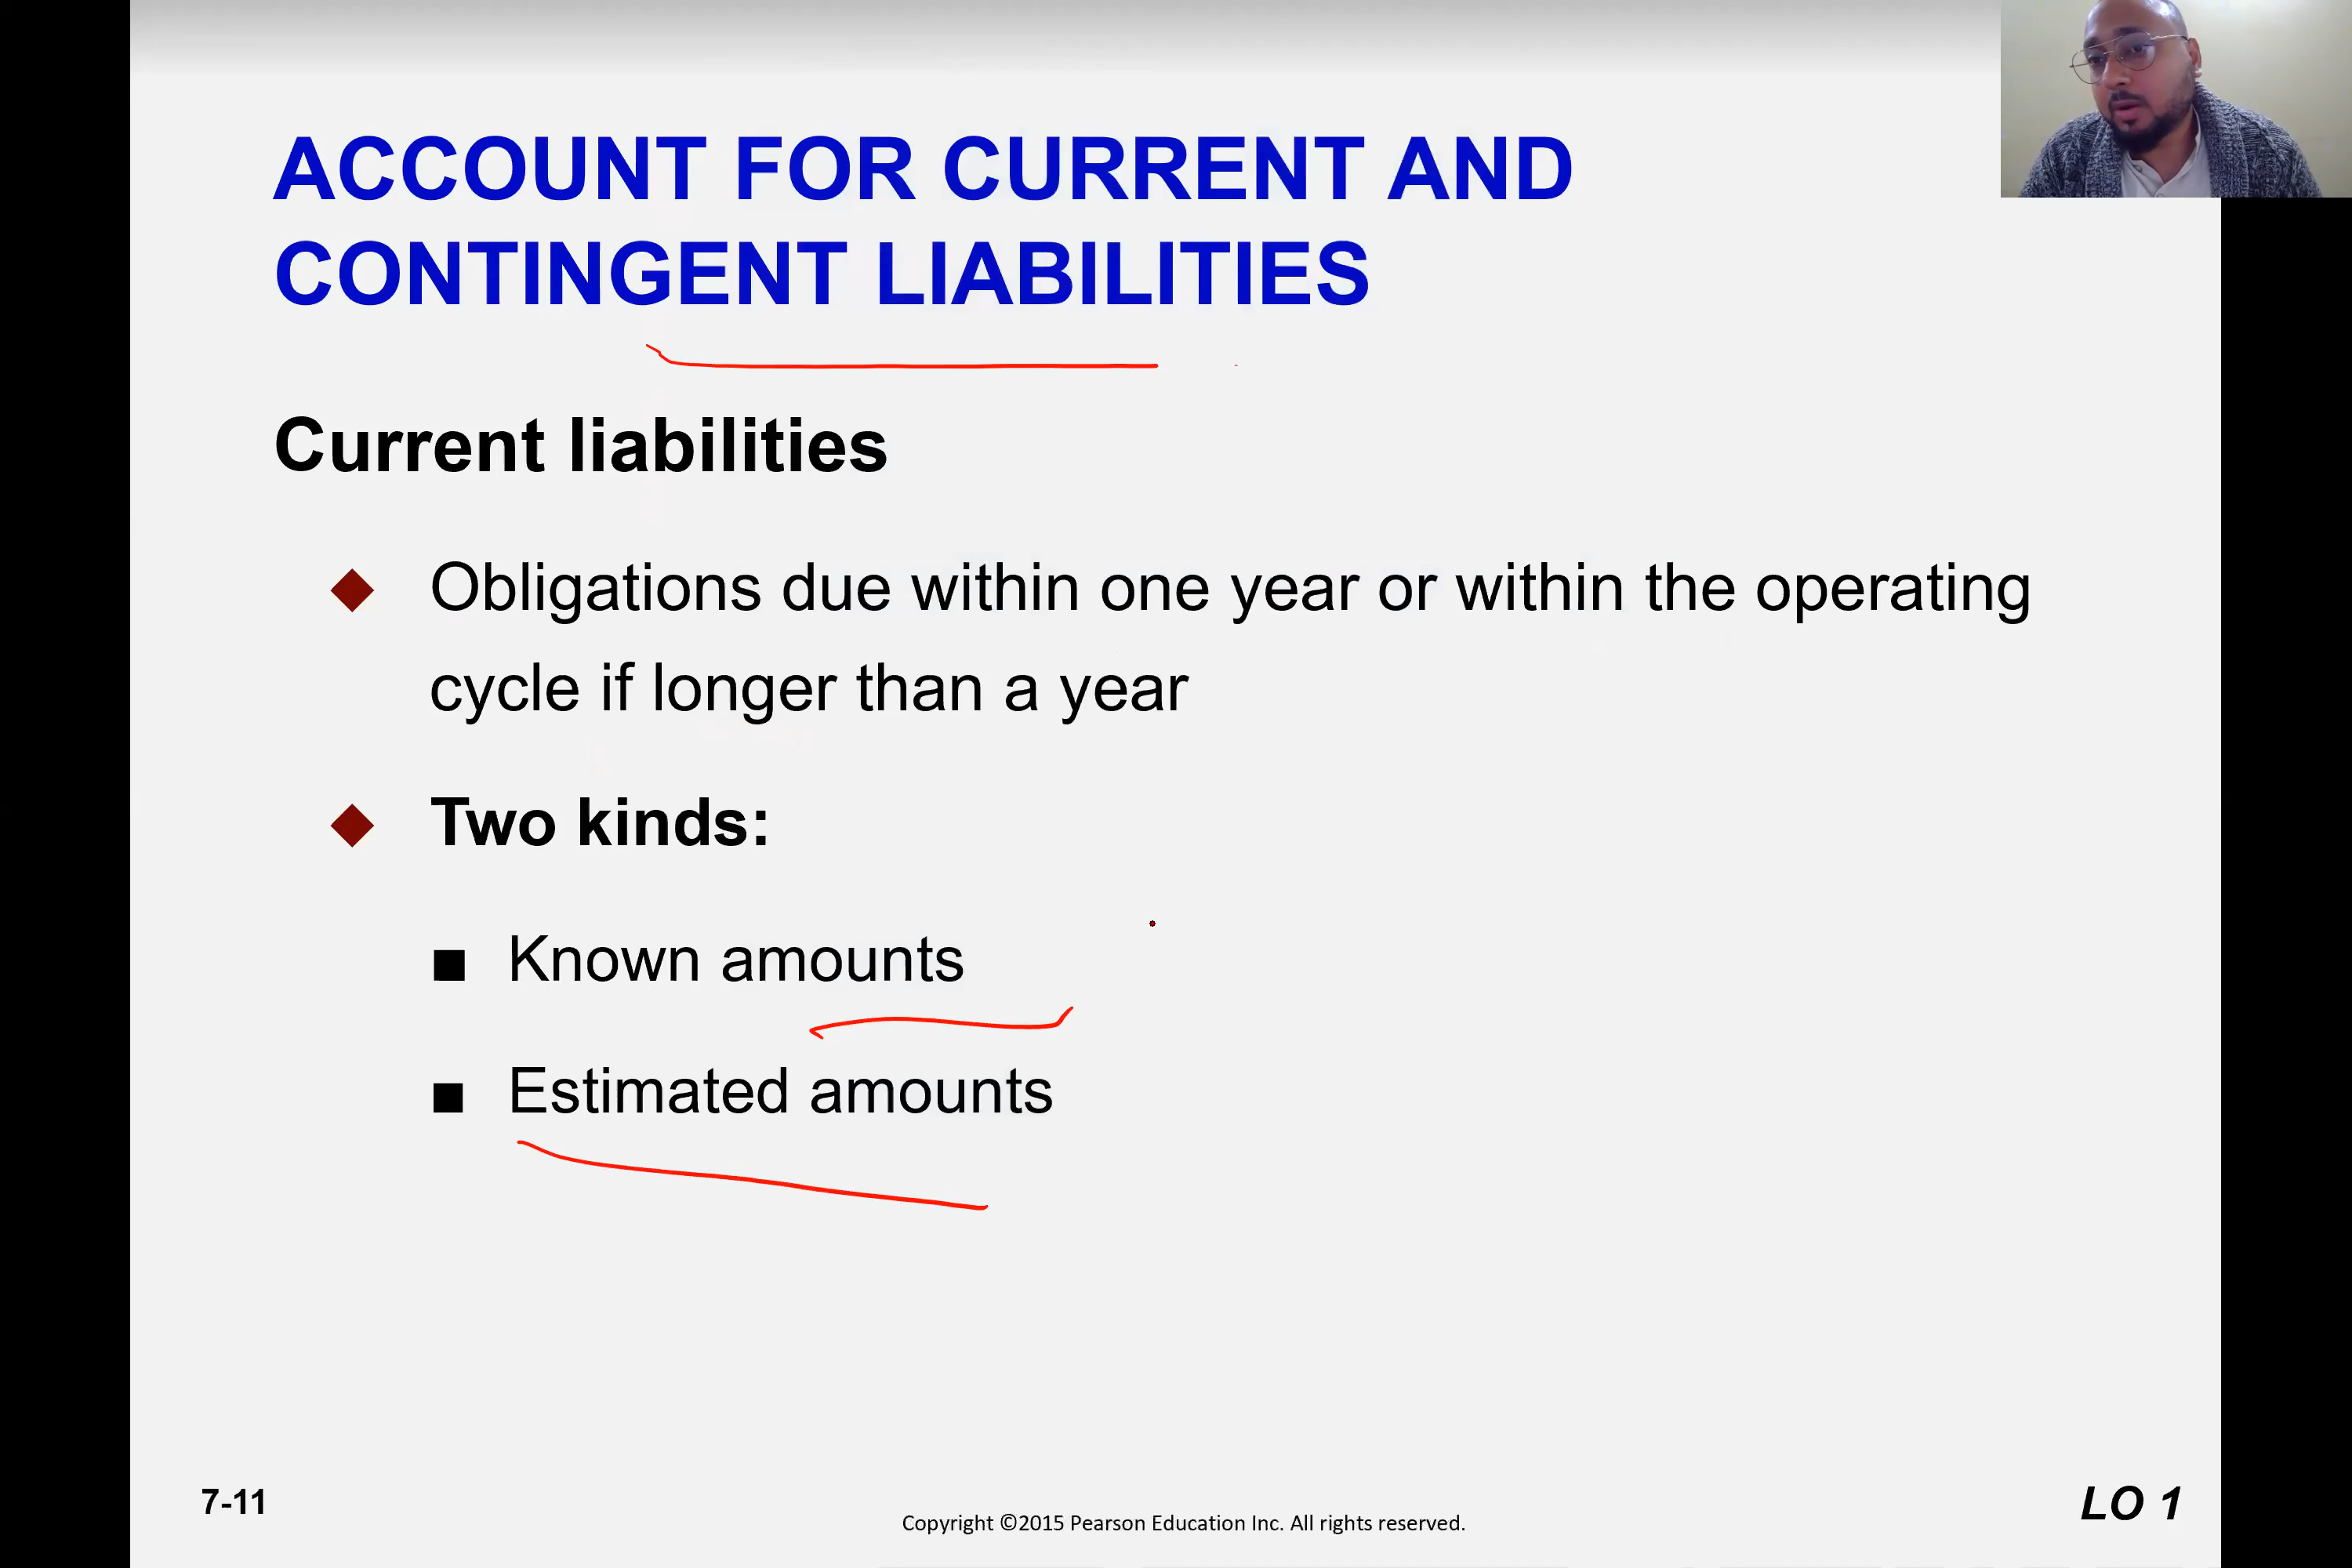 ACCOUNT FOR CURRENT AND
CONTINGENT LIABILITIES
Current liabilities
Obligations due within one year or within the operating
cycle if longer than a year
Two kinds:
Known amounts
Estimated amounts
7-11
Copyright ©2015 Pearson Education Inc. All rights reserved.
LO 1